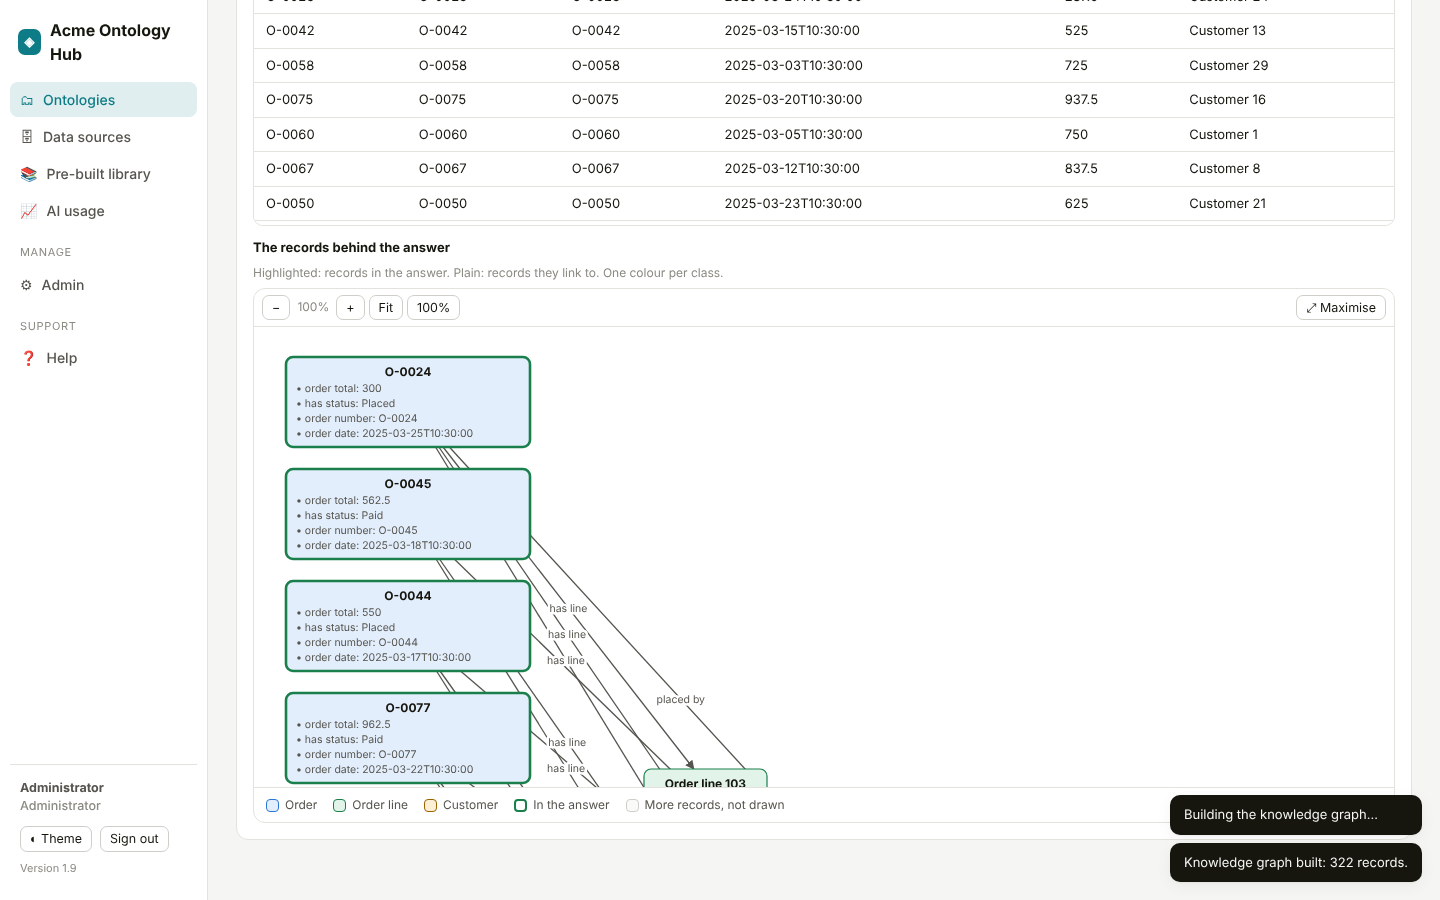 Acme Ontology
Hub
Ontologies
Data sources
Pre-built library
AI usage
MANAGE
Admin
SUPPORT
Help
Administrator
Administrator
Theme
Sign out
Version 1.9
O-0042 O-0042 O-0042 2025-03-15T10:30:00 525 Customer 13
O-0058 O-0058 O-0058 2025-03-03T10:30:00 725 Customer 29
O-0075 O-0075 O-0075 2025-03-20T10:30:00 937.5 Customer 16
O-0060 O-0060 O-0060 2025-03-05T10:30:00 750 Customer 1
O-0067 O-0067 O-0067 2025-03-12T10:30:00 837.5 Customer 8
O-0050 O-0050 O-0050 2025-03-23T10:30:00 625 Customer 21
The records behind the answer
Highlighted: records in the answer. Plain: records they link to. One colour per class.
− 100% + Fit 100% ⤢ Maximise
O-0024
• order total: 300
• has status: Placed
• order number: O-0024
• order date: 2025-03-25T10:30:00
O-0045
• order total: 562.5
• has status: Paid
• order number: O-0045
• order date: 2025-03-18T10:30:00
O-0044
• order total: 550
• has status: Placed
• order number: O-0044
• order date: 2025-03-17T10:30:00
O-0077
• order total: 962.5
• has status: Paid
• order number: O-0077
• order date: 2025-03-22T10:30:00
has line
has line
has line
placed by
has line
has line
Order line 103
Order Order line Customer In the answer More records, not drawn
Building the knowledge graph…
Knowledge graph built: 322 records.